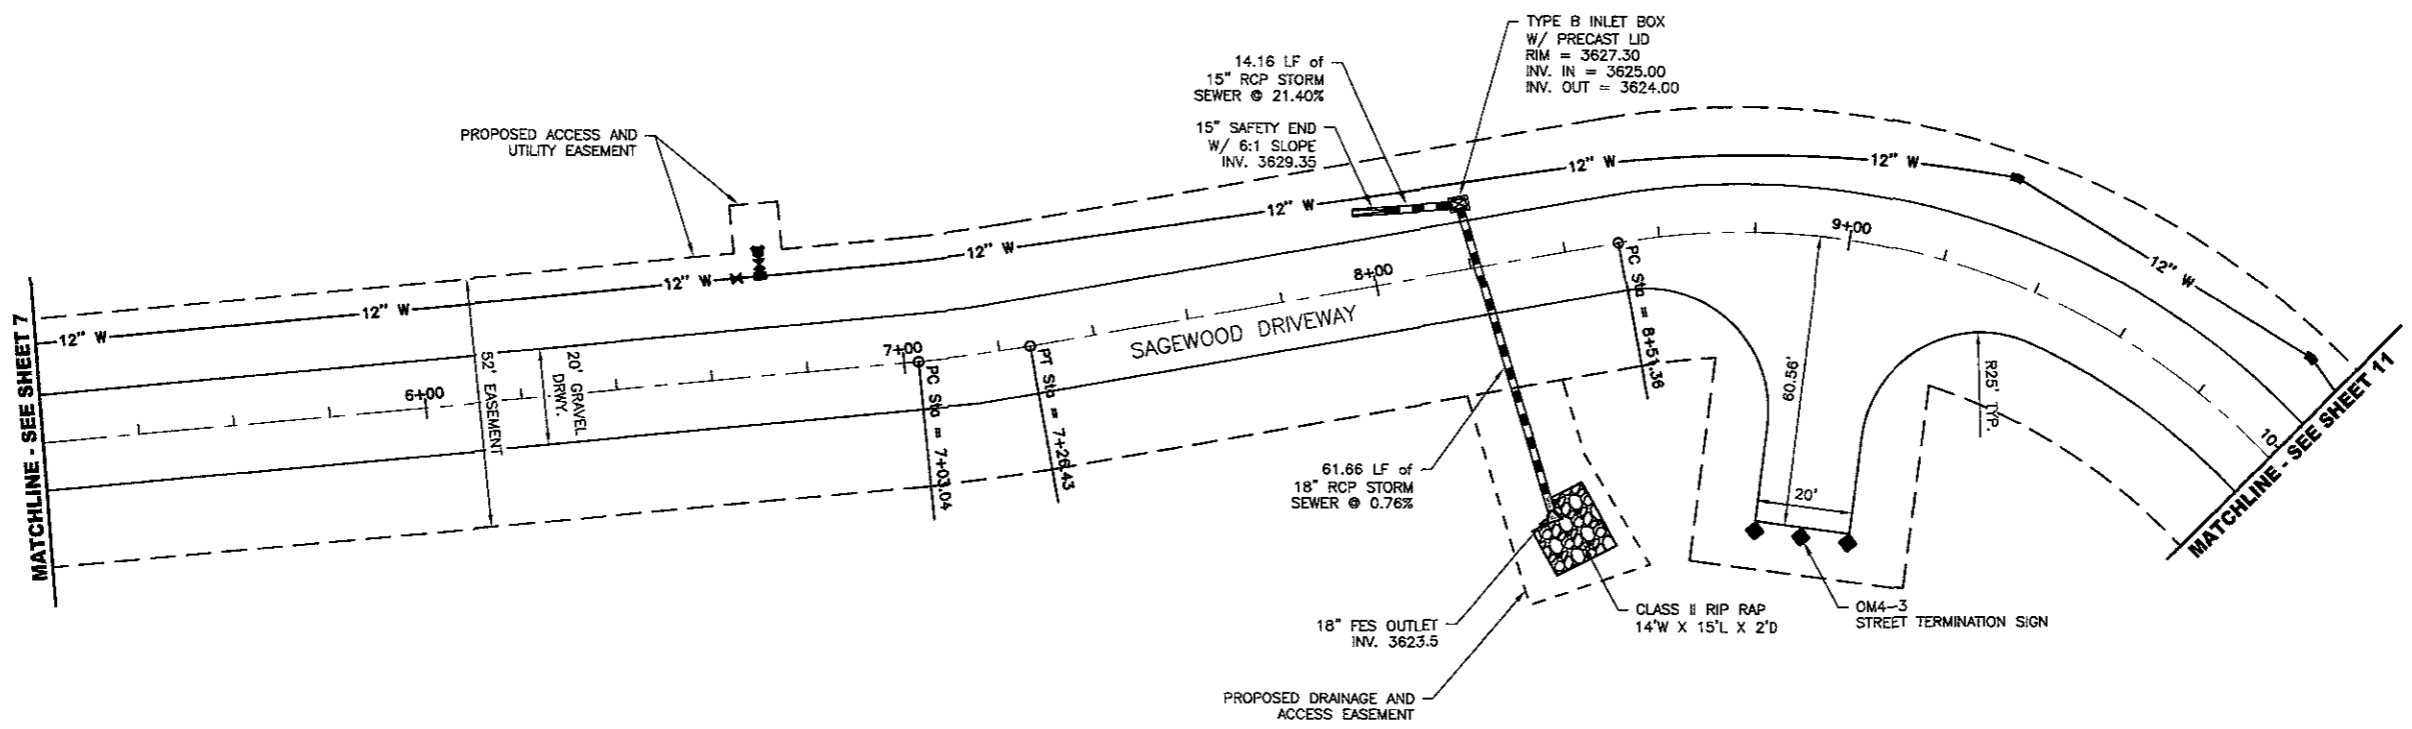 TYPE B INLET BOX
W/ PRECAST LID
RIM = 3627.30
INV. IN = 3625.00
INV. OUT = 3624.00
14.16 LF of
15" RCP STORM
SEWER @ 21.40%
15" SAFETY END
W/ 6:1 SLOPE
INV. 3629.35
PROPOSED ACCESS AND
UTILITY EASEMENT
12" W
12" W
12" W
12" W
12" W
12" W
12" W
12" W
MATCHLINE - SEE SHEET 7
6+00
52' EASEMENT
20' GRAVEL
DRWY.
7+00
PC Sta = 7+03.04
PT Sta = 7+26.43
SAGEWOOD DRIVEWAY
8+00
PC Sta = 8+51.36
9+00
60.56'
R25' TYP.
20'
10
MATCHLINE - SEE SHEET 11
61.66 LF of
18" RCP STORM
SEWER @ 0.76%
18" FES OUTLET
INV. 3623.5
CLASS II RIP RAP
14'W X 15'L X 2'D
OM4-3
STREET TERMINATION SIGN
PROPOSED DRAINAGE AND
ACCESS EASEMENT